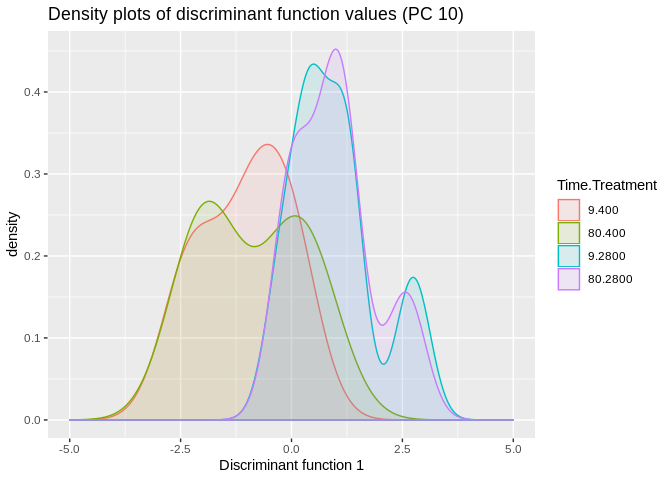 Density plots of discriminant function values (PC 10)
density
0.4
0.3
0.2
0.1
0.0
-5.0 -2.5 0.0 2.5 5.0
Discriminant function 1
Time.Treatment
9.400
80.400
9.2800
80.2800